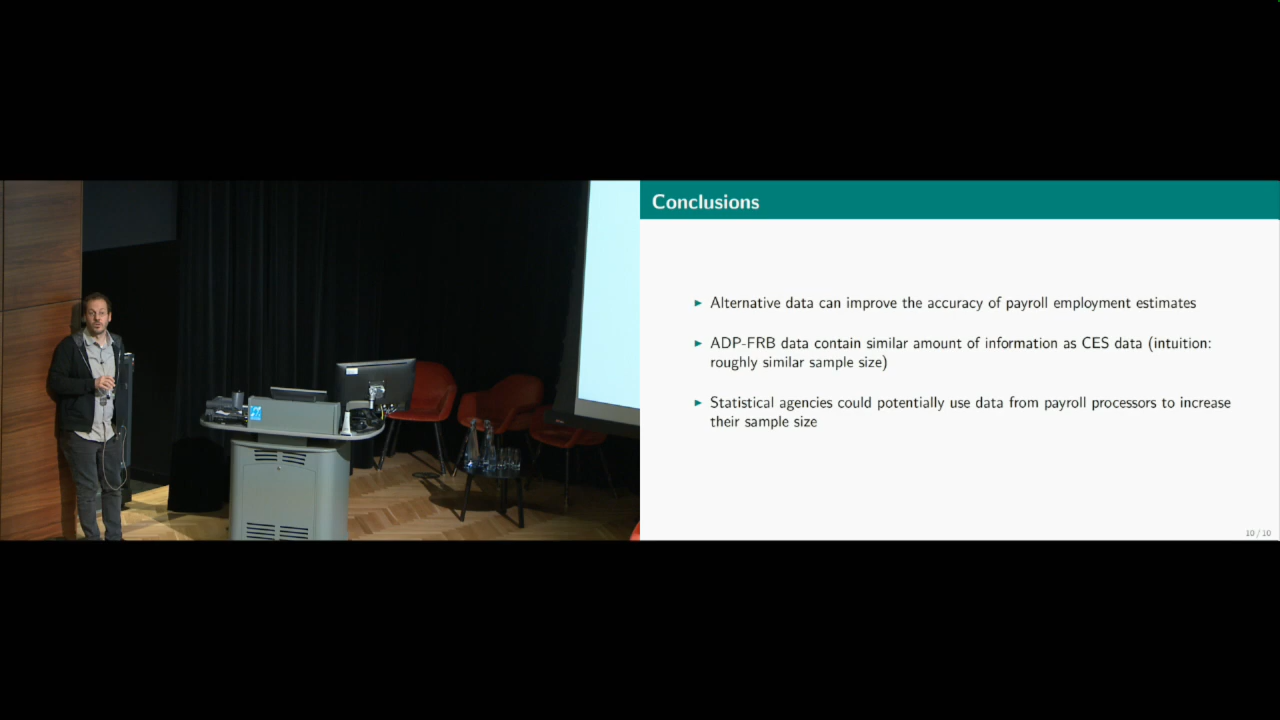 Conclusions
Alternative data can improve the accuracy of payroll employment estimates
ADP-FRB data contain similar amount of information as CES data (intuition:
roughly similar sample size)
Statistical agencies could potentially use data from payroll processors to increase
their sample size
10 / 10